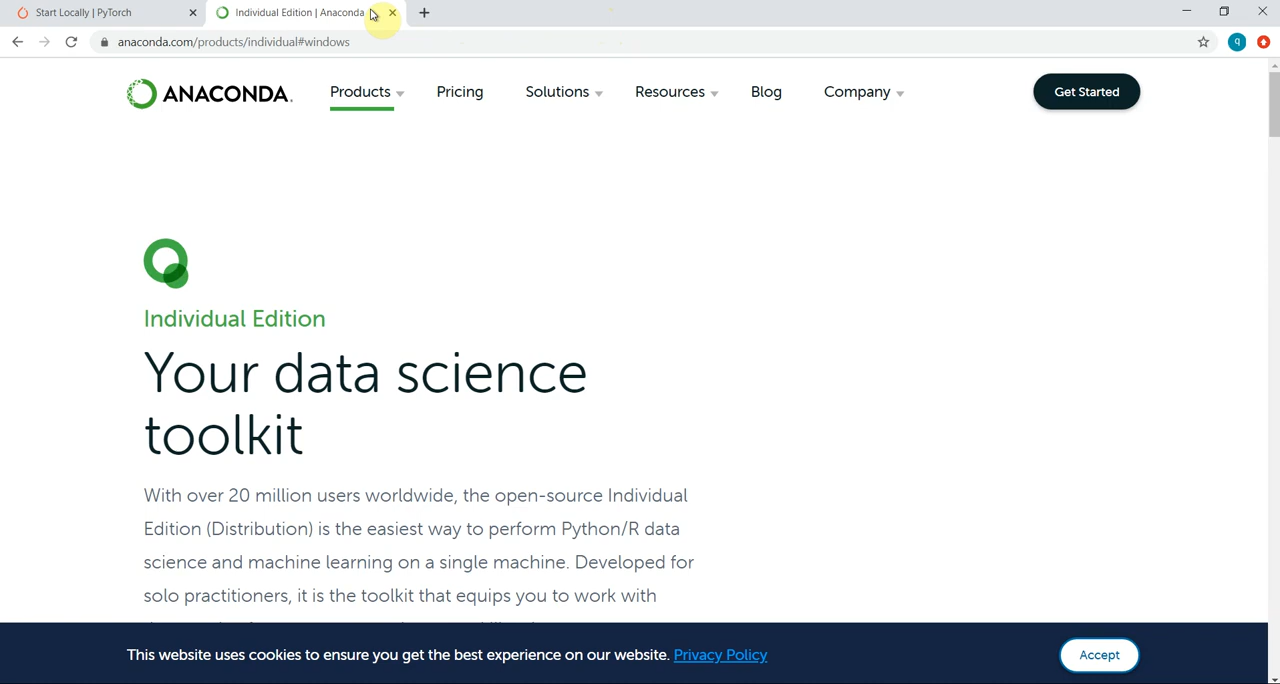 Start Locally | PyTorch
Individual Edition | Anaconda
anaconda.com/products/individual#windows
q
ANACONDA.
Products
Pricing
Solutions
Resources
Blog
Company
Get Started
Individual Edition
Your data science
toolkit
With over 20 million users worldwide, the open-source Individual
Edition (Distribution) is the easiest way to perform Python/R data
science and machine learning on a single machine. Developed for
solo practitioners, it is the toolkit that equips you to work with
This website uses cookies to ensure you get the best experience on our website. Privacy Policy
Accept